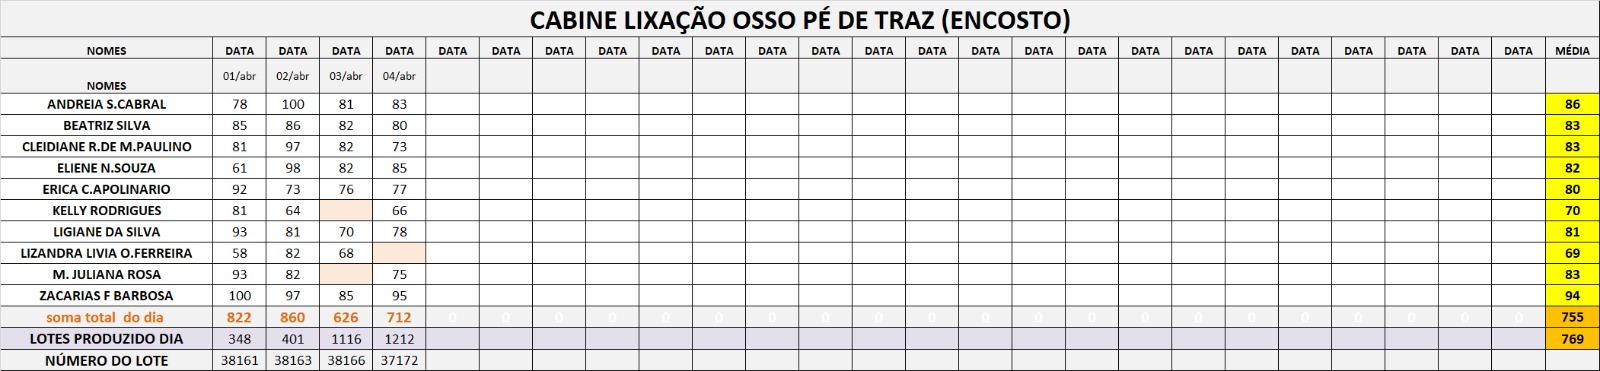 CABINE LIXAÇÃO OSSO PÉ DE TRAZ (ENCOSTO)
NOMES DATA DATA DATA DATA DATA DATA DATA DATA DATA DATA DATA DATA DATA DATA DATA DATA DATA DATA DATA DATA DATA DATA DATA DATA DATA MÉDIA
NOMES 01/abr 02/abr 03/abr 04/abr
ANDREIA S.CABRAL 78 100 81 83 86
BEATRIZ SILVA 85 86 82 80 83
CLEIDIANE R.DE M.PAULINO 81 97 82 73 83
ELIENE N.SOUZA 61 98 82 85 82
ERICA C.APOLINARIO 92 73 76 77 80
KELLY RODRIGUES 81 64 66 70
LIGIANE DA SILVA 93 81 70 78 81
LIZANDRA LIVIA O.FERREIRA 58 82 68 69
M. JULIANA ROSA 93 82 75 83
ZACARIAS F BARBOSA 100 97 85 95 94
soma total do dia 822 860 626 712 0 0 0 0 0 0 0 0 0 0 0 0 0 0 0 0 0 0 0 0 0 755
LOTES PRODUZIDO DIA 348 401 1116 1212 769
NÚMERO DO LOTE 38161 38163 38166 37172